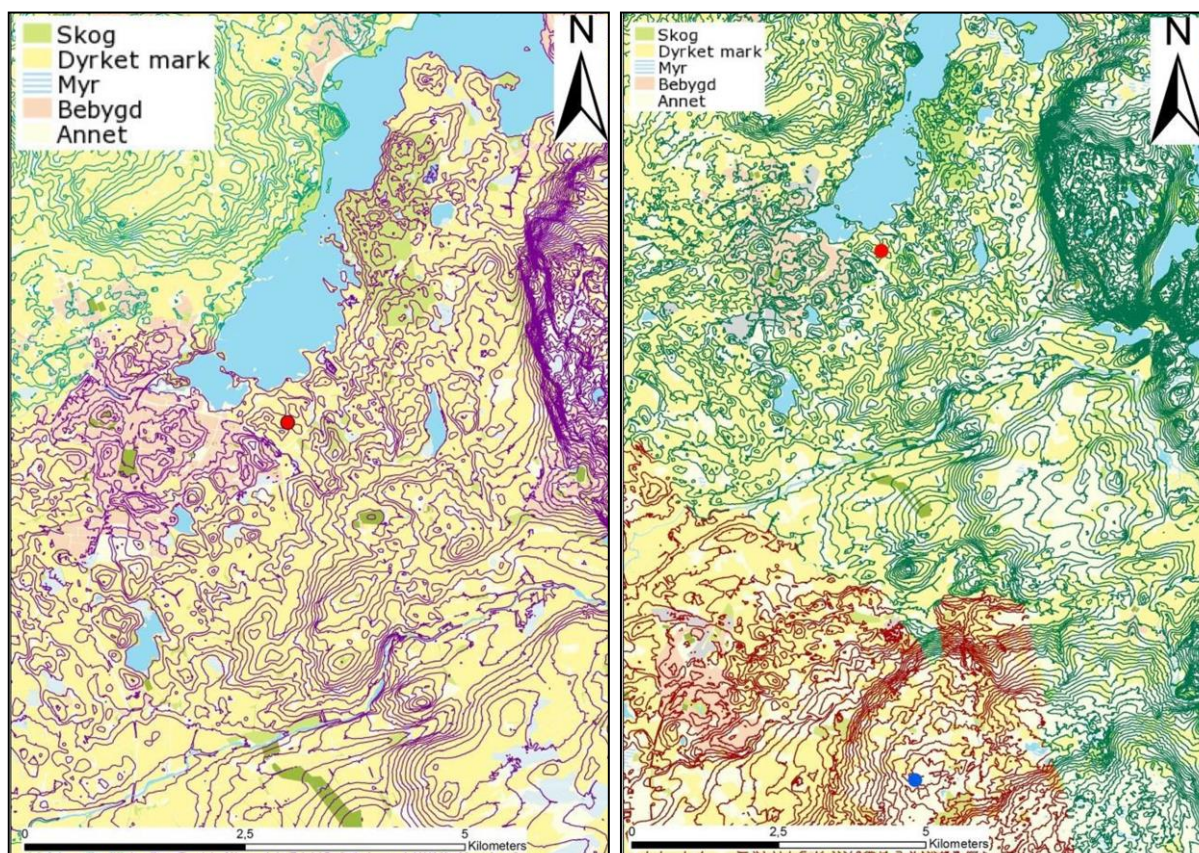 Skog
Dyrket mark
Myr
Bebygd
Annet
N
0
2,5
5
Kilometers
Skog
Dyrket mark
Myr
Bebygd
Annet
N
0
2,5
5
Kilometers